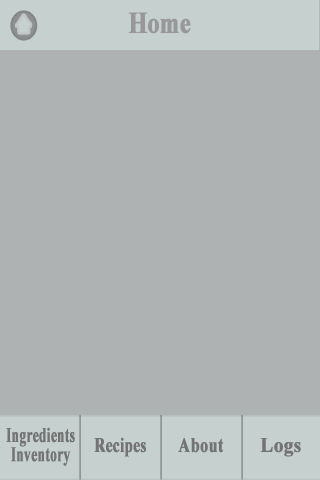 Home
Ingredients
Inventory
Recipes
About
Logs